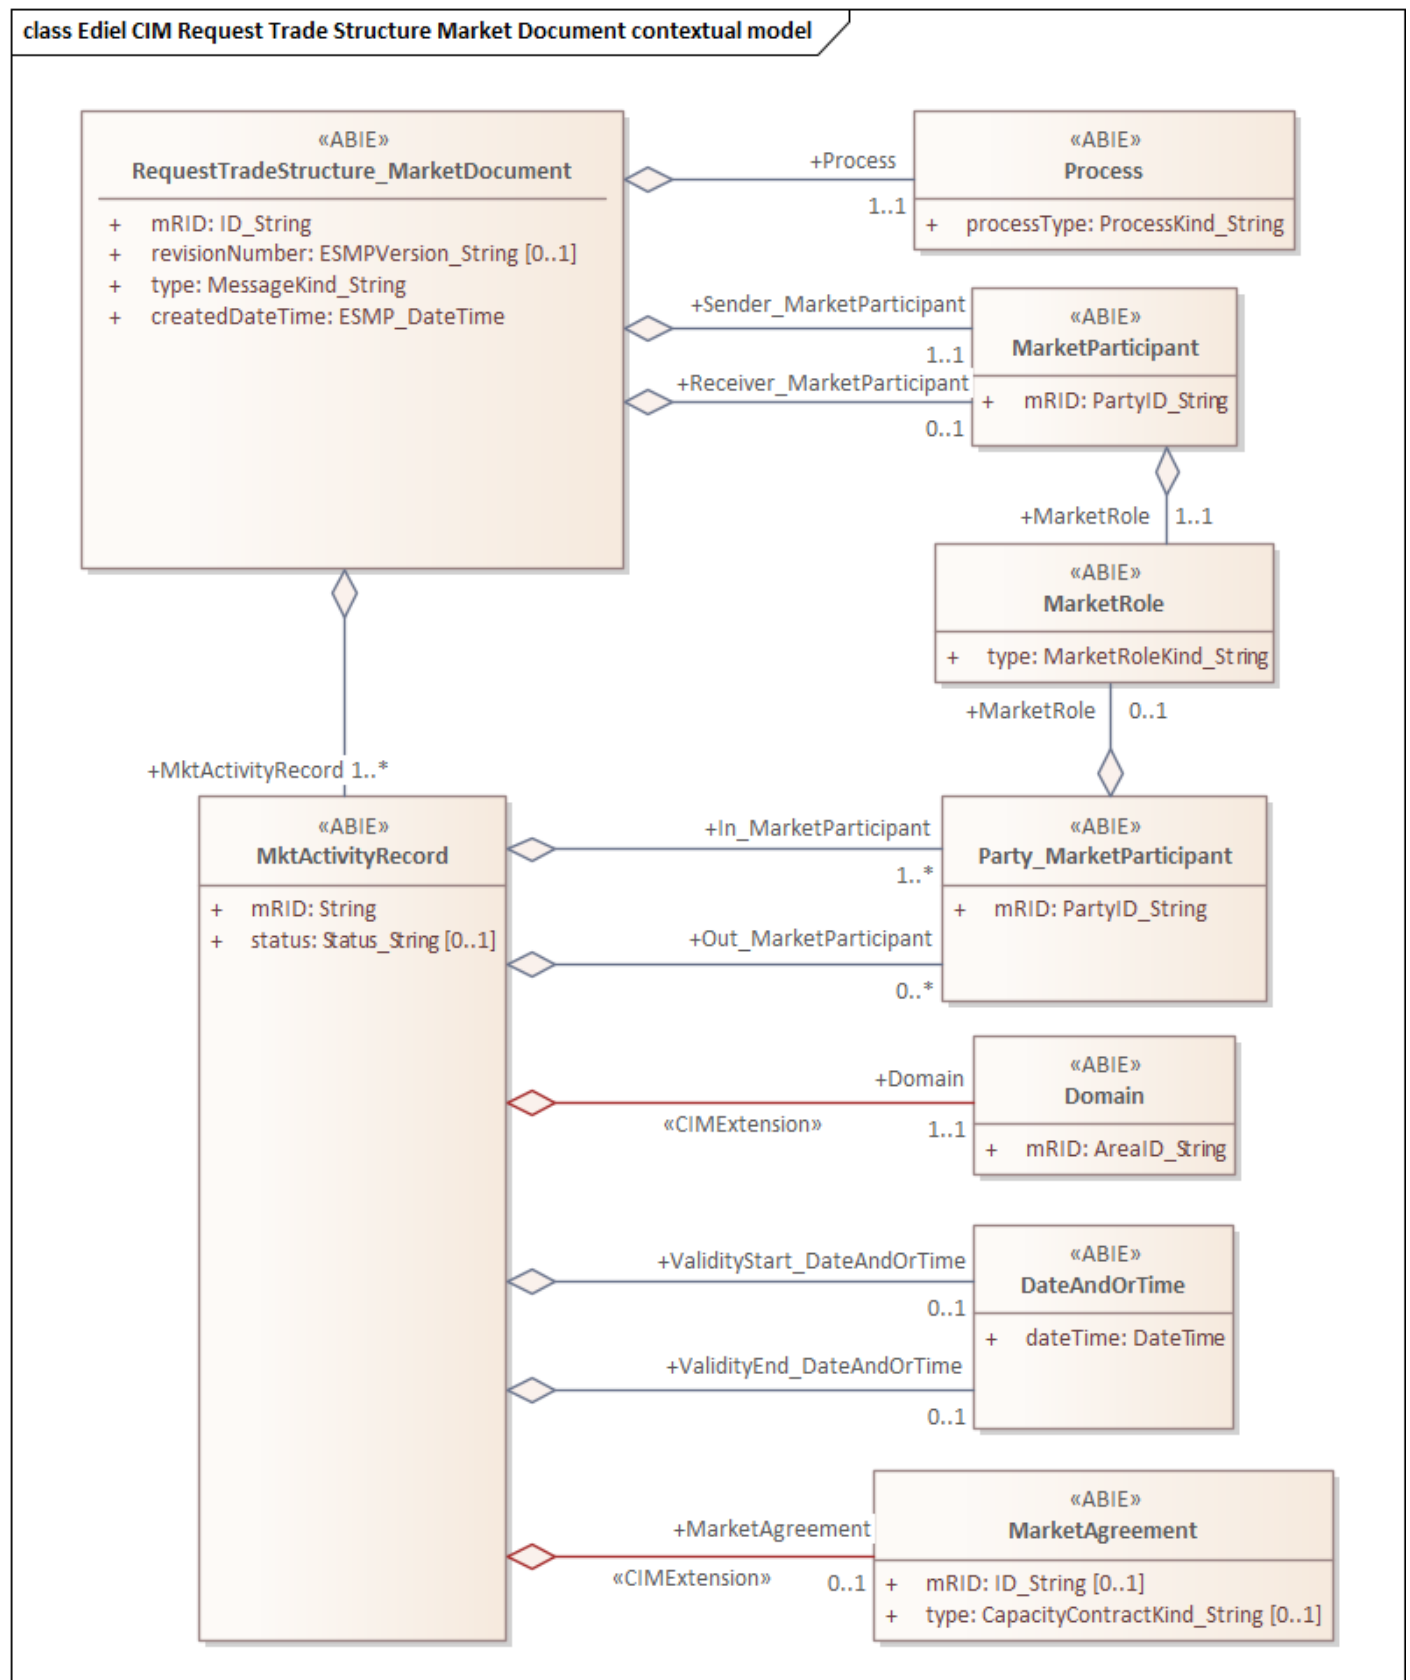 class Ediel CIM Request Trade Structure Market Document contextual model
«ABIE»
RequestTradeStructure_MarketDocument
+ mRID: ID_String
+ revisionNumber: ESMPVersion_String [0..1]
+ type: MessageKind_String
+ createdDateTime: ESMP_DateTime
+Process
1..1
«ABIE»
Process
+ processType: ProcessKind_String
+Sender_MarketParticipant
1..1
+Receiver_MarketParticipant
0..1
«ABIE»
MarketParticipant
+ mRID: PartyID_String
+MarketRole 1..1
«ABIE»
MarketRole
+ type: MarketRoleKind_String
+MarketRole 0..1
+MktActivityRecord 1..*
«ABIE»
MktActivityRecord
+ mRID: String
+ status: Status_String [0..1]
+In_MarketParticipant
1..*
+Out_MarketParticipant
0..*
«ABIE»
Party_MarketParticipant
+ mRID: PartyID_String
+Domain
«CIMExtension»
1..1
«ABIE»
Domain
+ mRID: AreaID_String
+ValidityStart_DateAndOrTime
0..1
+ValidityEnd_DateAndOrTime
0..1
«ABIE»
DateAndOrTime
+ dateTime: DateTime
+MarketAgreement
«CIMExtension»
0..1
«ABIE»
MarketAgreement
+ mRID: ID_String [0..1]
+ type: CapacityContractKind_String [0..1]